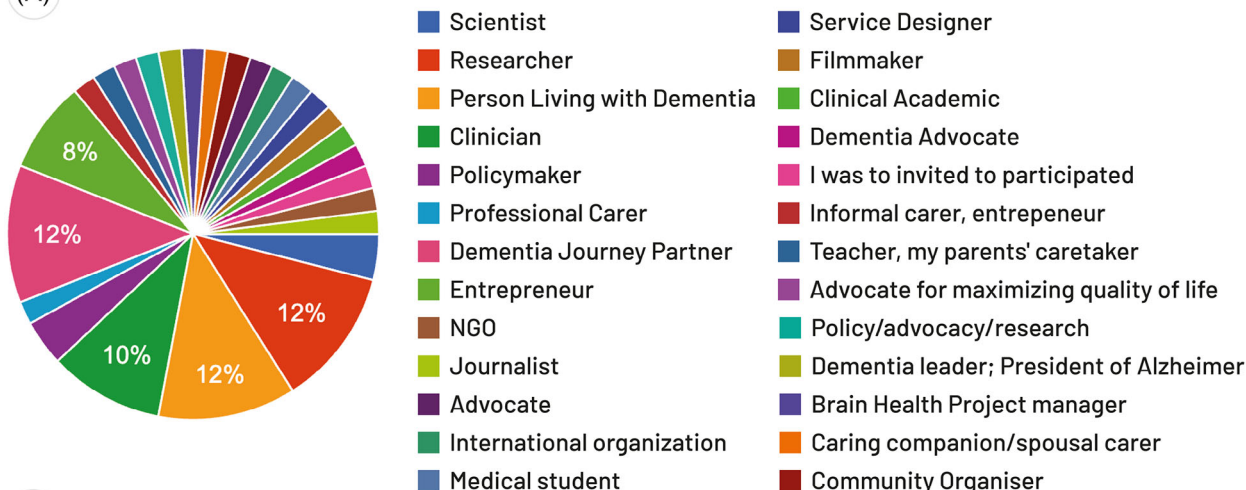 Scientist
Researcher
Person Living with Dementia
Clinician
Policymaker
Professional Carer
Dementia Journey Partner
Entrepreneur
NGO
Journalist
Advocate
International organization
Medical student
Service Designer
Filmmaker
Clinical Academic
Dementia Advocate
I was to invited to participated
Informal carer, entrepeneur
Teacher, my parents' caretaker
Advocate for maximizing quality of life
Policy/advocacy/research
Dementia leader; President of Alzheimer
Brain Health Project manager
Caring companion/spousal carer
Community Organiser
8%
12%
12%
10%
12%